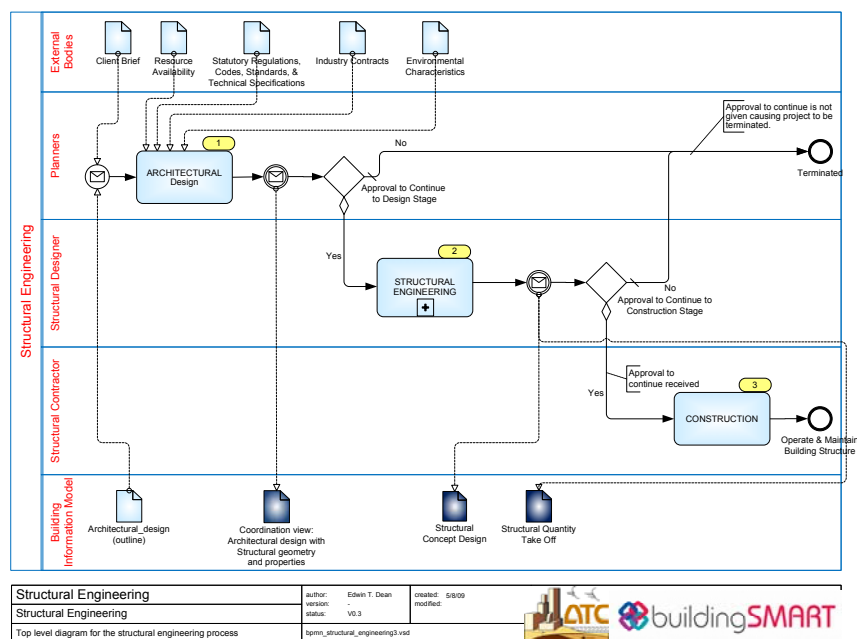 Structural Engineering
External
Bodies
Client Brief
Resource
Availability
Statutory Regulations,
Codes, Standards, &
Technical Specifications
Industry Contracts
Environmental
Characteristics
Planners
1
ARCHITECTURAL
Design
No
Approval to Continue
to Design Stage
Approval to continue is not
given causing project to be
terminated.
Terminated
Structural Designer
Yes
2
STRUCTURAL
ENGINEERING
No
Approval to Continue to
Construction Stage
Structural Contractor
Approval to
continue received
Yes
3
CONSTRUCTION
Operate & Maintain
Building Structure
Building
Information Model
Architectural_design
(outline)
Coordination view:
Architectural design with
Structural geometry
and properties
Structural
Concept Design
Structural Quantity
Take Off
Structural Engineering
Structural Engineering
Top level diagram for the structural engineering process
author: Edwin T. Dean
version: -
status: V0.3
created: 5/8/09
modified:
bpmn_structural_engineering3.vsd
ATC
buildingSMART